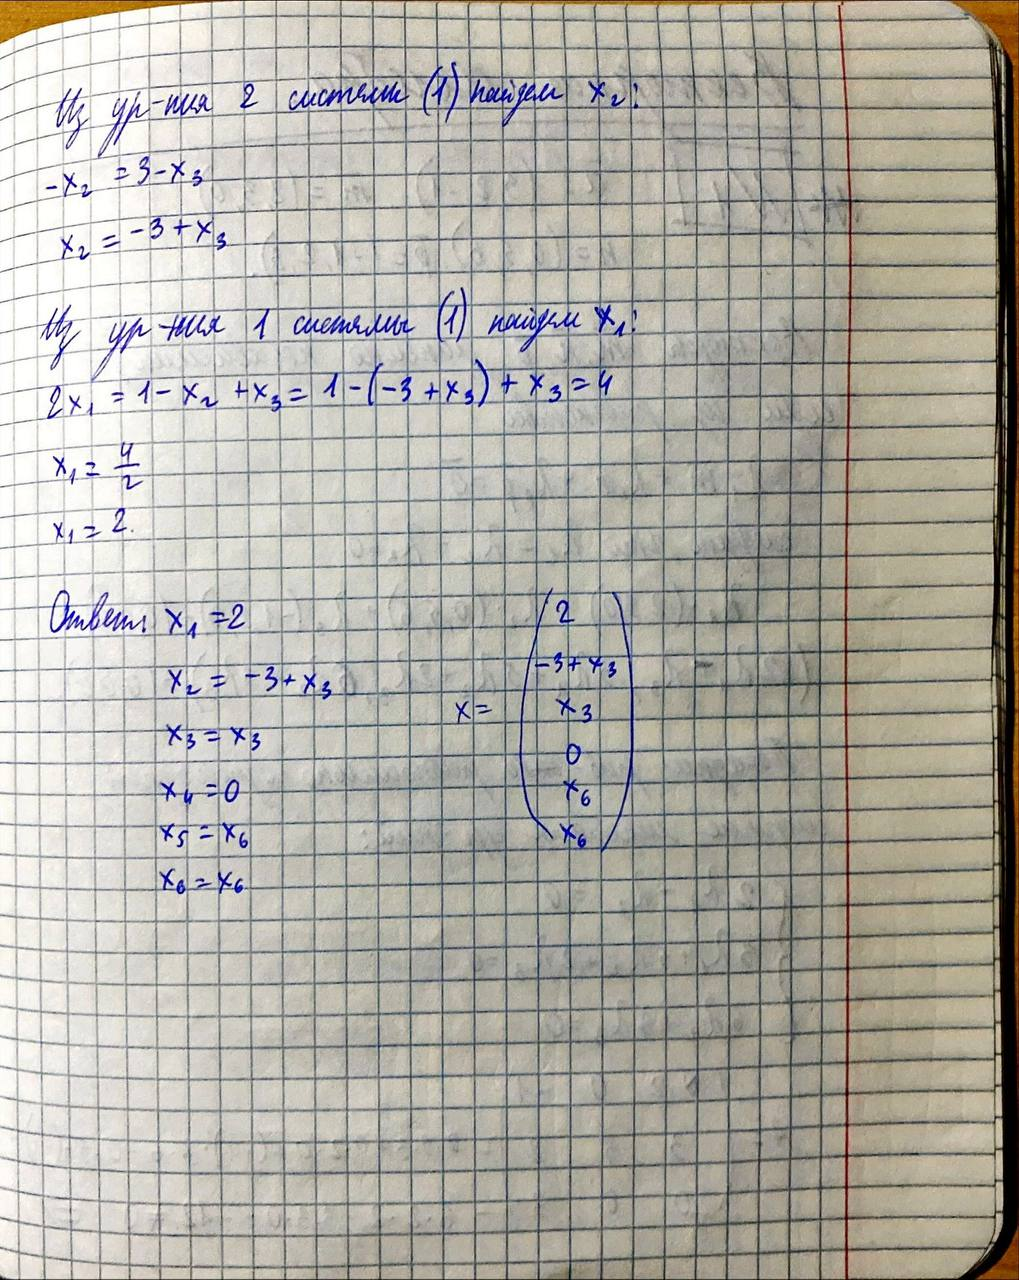 Из ур-ния 2 системы (1) найдем x₂:
-x₂ = 3-x₃
x₂ = -3+x₃
Из ур-ния 1 системы (1) найдем x₁:
2x₁ = 1 - x₂ + x₃ = 1 - (-3 + x₃) + x₃ = 4
x₁ = 4/2
x₁ = 2.
Ответ: x₁ = 2
x₂ = -3+x₃
x₃ = x₃
x₄ = 0
x₅ = x₆
x₆ = x₆
x =
2
-3+x₃
x₃
0
x₆
x₆